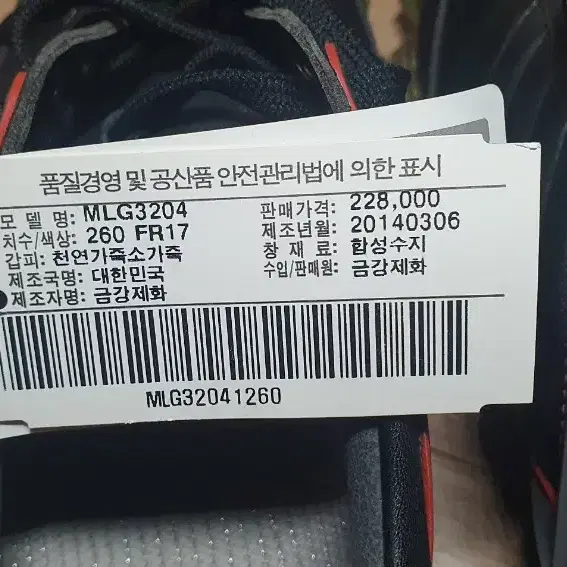 품질경영 및 공산품 안전관리법에 의한 표시
모 델 명: MLG3204 판매가격: 228,000
치수/색상: 260 FR17 제조년월: 20140306
갑피: 천연가죽소가죽 창 재료: 합성수지
제조국명: 대한민국 수입/판매원: 금강제화
제조자명: 금강제화
MLG32041260